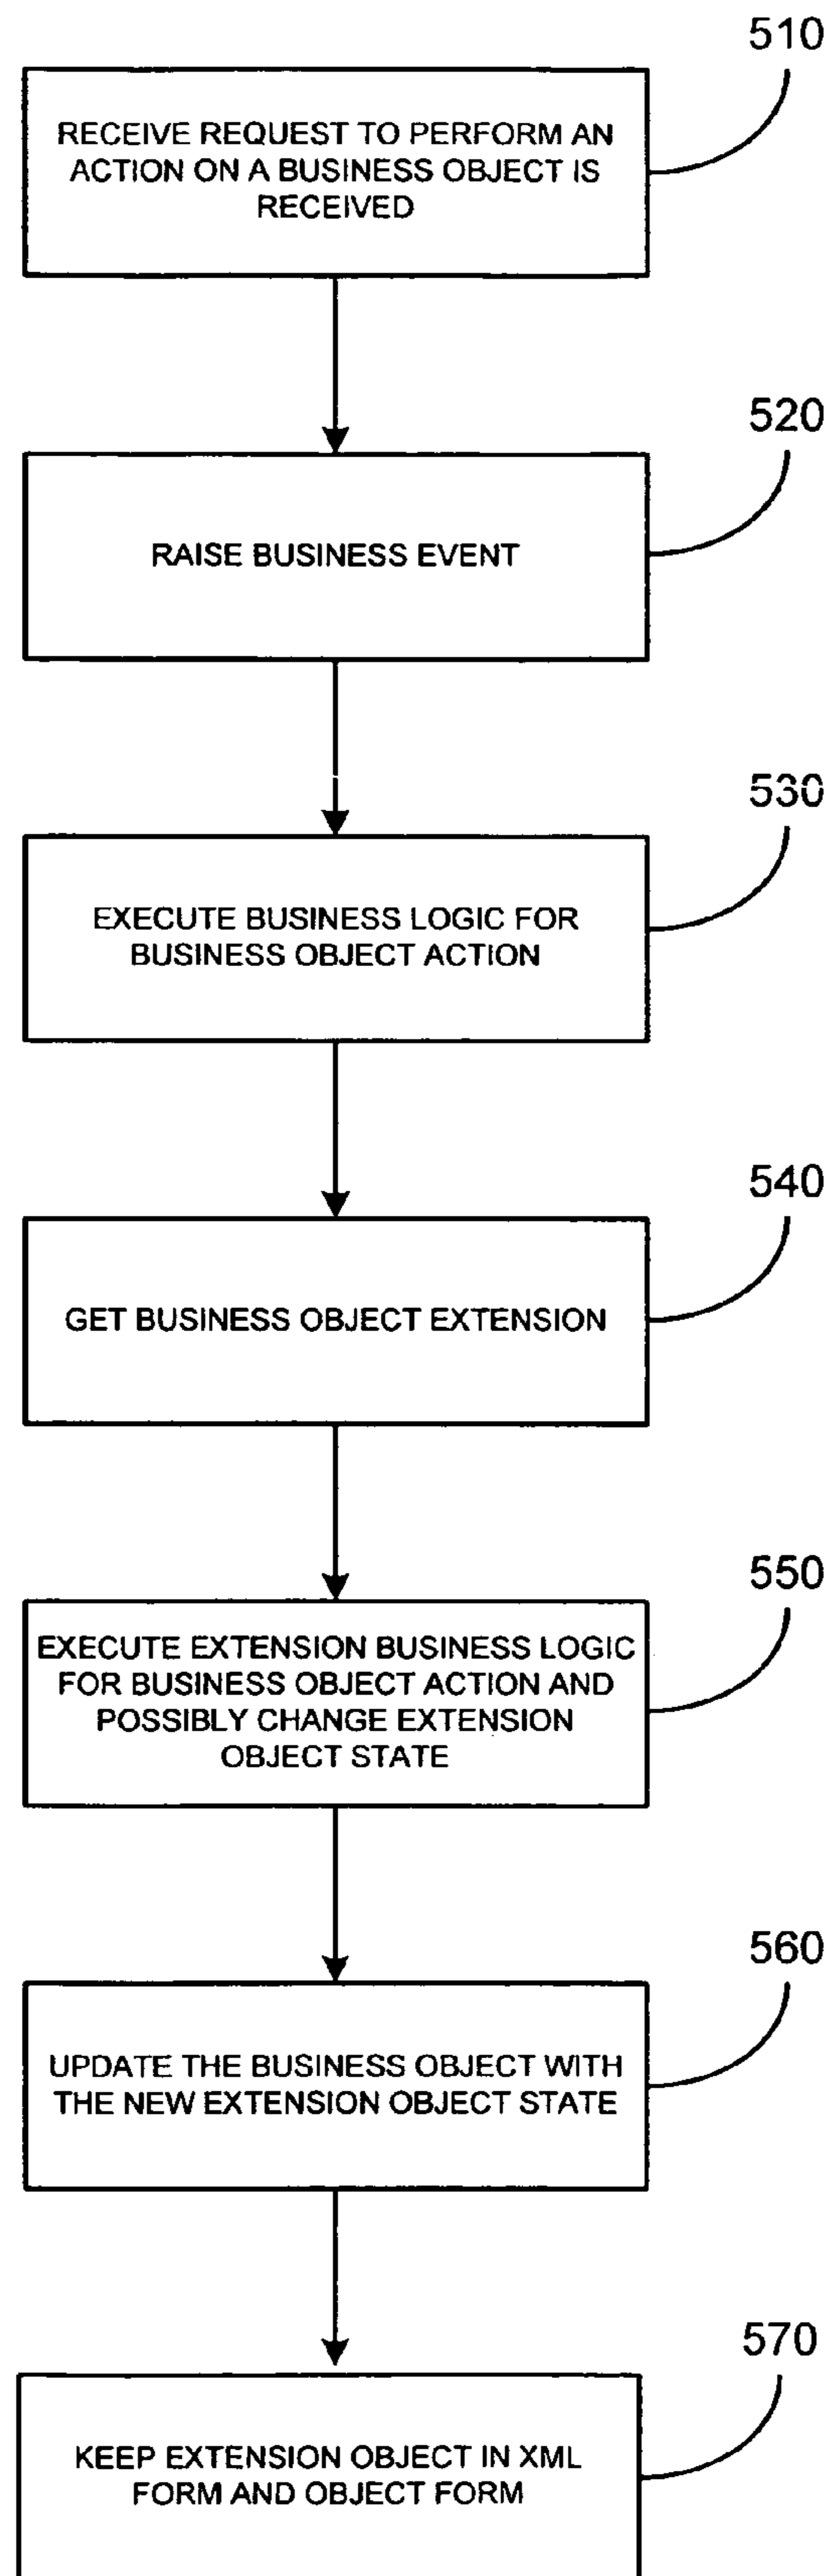 510
RECEIVE REQUEST TO PERFORM AN
ACTION ON A BUSINESS OBJECT IS
RECEIVED
520
RAISE BUSINESS EVENT
530
EXECUTE BUSINESS LOGIC FOR
BUSINESS OBJECT ACTION
540
GET BUSINESS OBJECT EXTENSION
550
EXECUTE EXTENSION BUSINESS LOGIC
FOR BUSINESS OBJECT ACTION AND
POSSIBLY CHANGE EXTENSION
OBJECT STATE
560
UPDATE THE BUSINESS OBJECT WITH
THE NEW EXTENSION OBJECT STATE
570
KEEP EXTENSION OBJECT IN XML
FORM AND OBJECT FORM